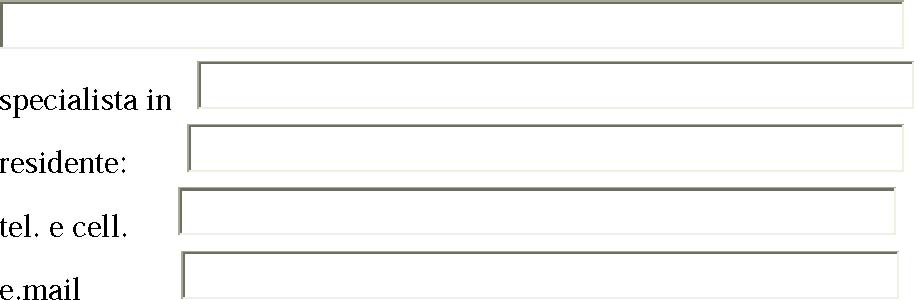 specialista in
residente:
tel. e cell.
e.mail